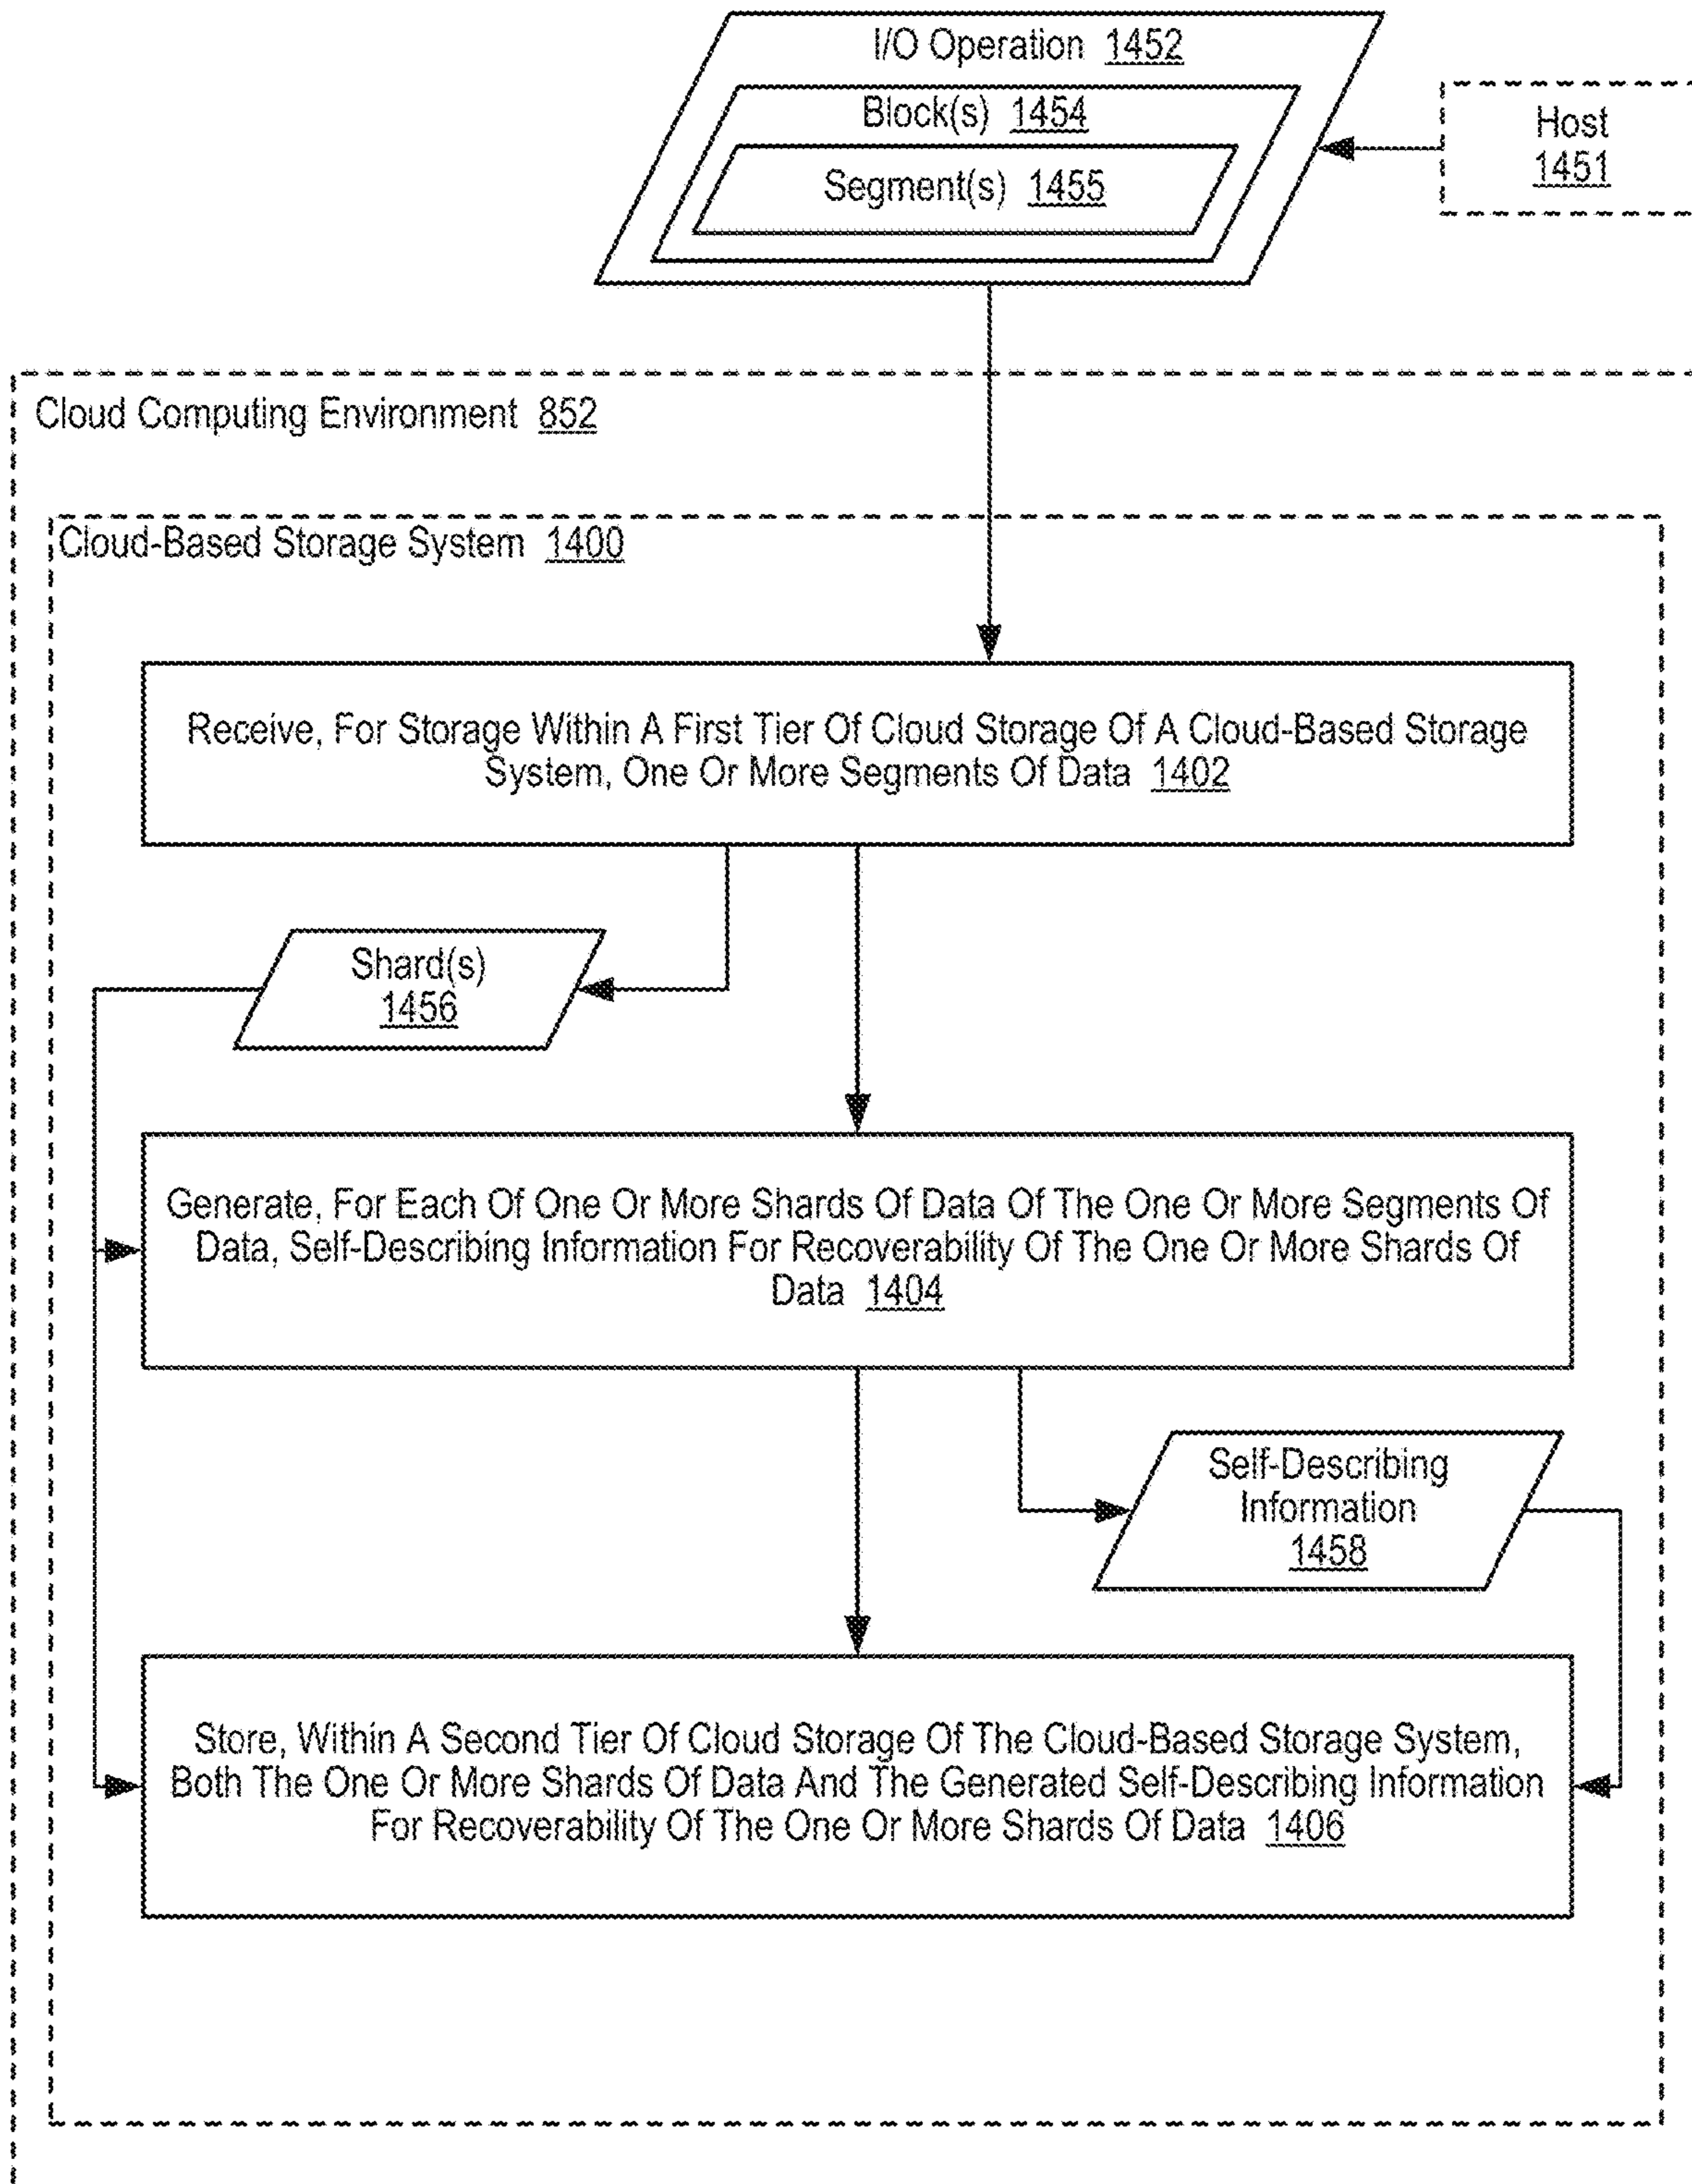 I/O Operation 1452
Block(s) 1454
Segment(s) 1455
Host
1451
Cloud Computing Environment 852
Cloud-Based Storage System 1400
Receive, For Storage Within A First Tier Of Cloud Storage Of A Cloud-Based Storage
System, One Or More Segments Of Data 1402
Shard(s)
1456
Generate, For Each Of One Or More Shards Of Data Of The One Or More Segments Of
Data, Self-Describing Information For Recoverability Of The One Or More Shards Of
Data 1404
Self-Describing
Information
1458
Store, Within A Second Tier Of Cloud Storage Of The Cloud-Based Storage System,
Both The One Or More Shards Of Data And The Generated Self-Describing Information
For Recoverability Of The One Or More Shards Of Data 1406